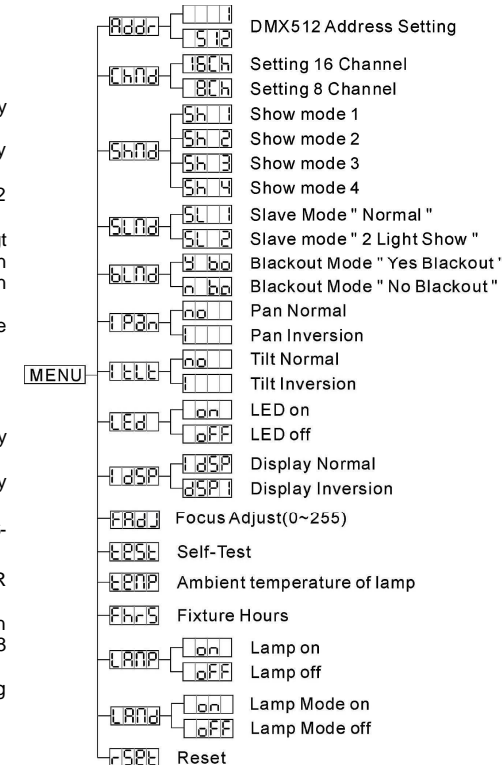 Addr 1
512 DMX512 Address Setting
ChMd 16Ch Setting 16 Channel
8Ch Setting 8 Channel
ShMd Sh 1 Show mode 1
Sh 2 Show mode 2
Sh 3 Show mode 3
Sh 4 Show mode 4
SLMd SL 1 Slave Mode " Normal "
SL 2 Slave mode " 2 Light Show "
bLMd Y bo Blackout Mode " Yes Blackout "
n bo Blackout Mode " No Blackout "
1PAn no Pan Normal
1 Pan Inversion
MENU
1tLt no Tilt Normal
1 Tilt Inversion
LEd on LED on
oFF LED off
1dSP 1dSP Display Normal
dSP1 Display Inversion
FAdJ Focus Adjust(0~255)
tESt Self-Test
tEMP Ambient temperature of lamp
FhrS Fixture Hours
LAMP on Lamp on
oFF Lamp off
LAMd on Lamp Mode on
oFF Lamp Mode off
rSEt Reset